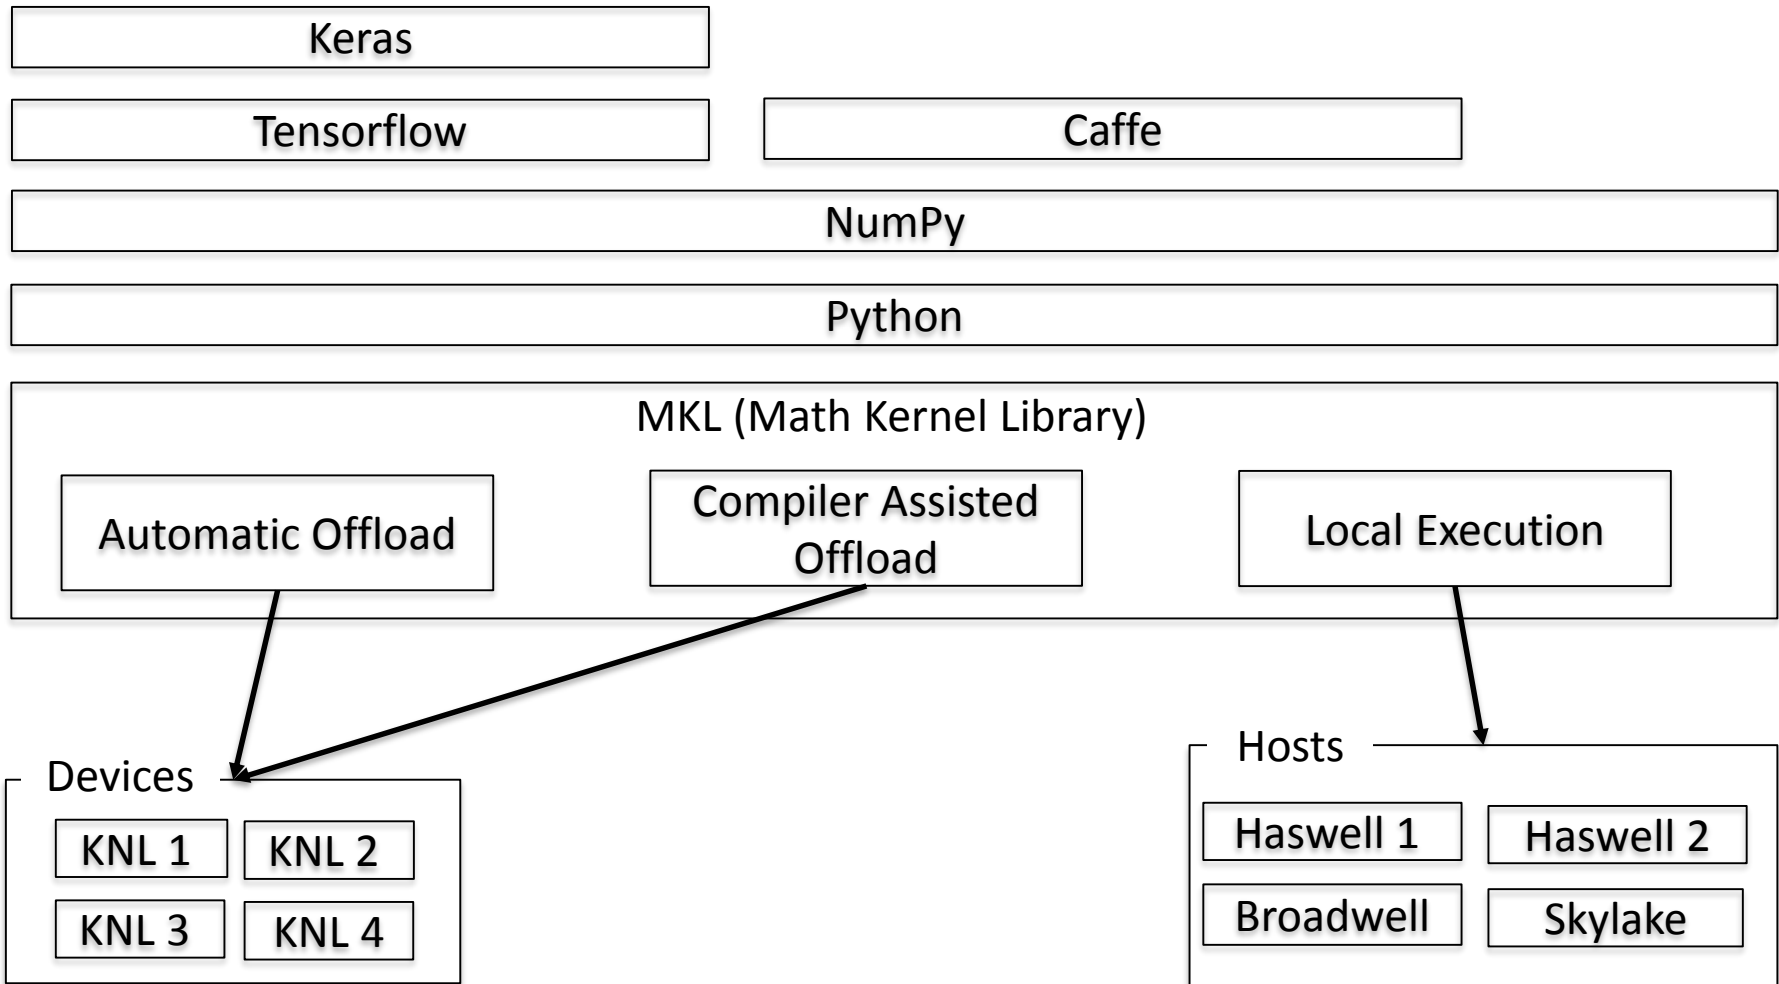 Keras
Tensorflow
Caffe
NumPy
Python
MKL (Math Kernel Library)
Automatic Offload
Compiler Assisted
Offload
Local Execution
Devices
KNL 1
KNL 2
KNL 3
KNL 4
Hosts
Haswell 1
Haswell 2
Broadwell
Skylake